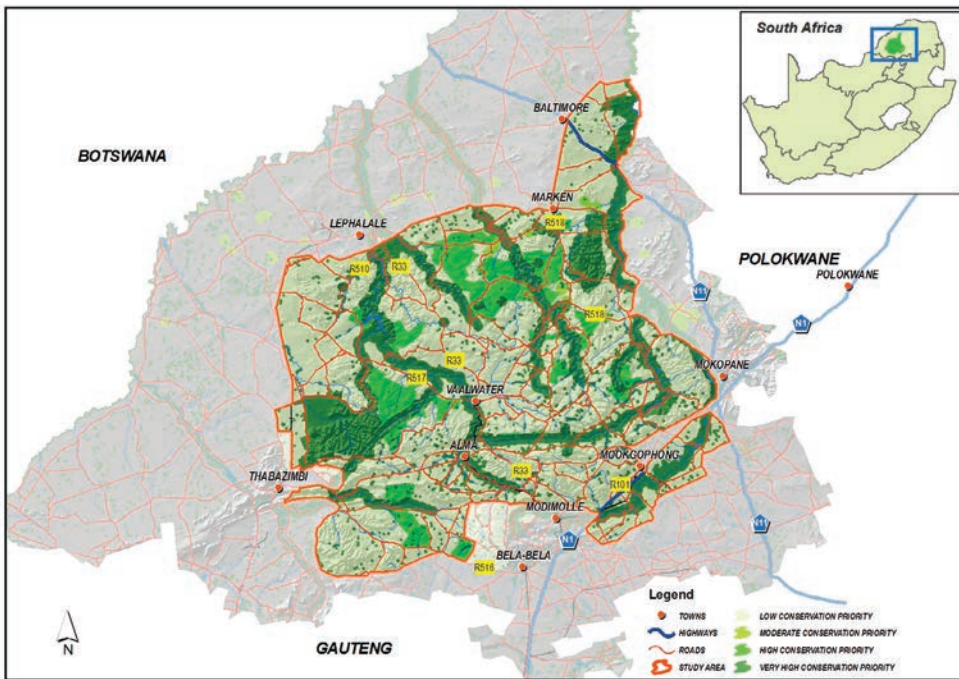 South Africa
BALTIMORE
BOTSWANA
MARKEN
LEPHALALE
R518
R510
R33
POLOKWANE
POLOKWANE
N11
R518
N1
R33
MOKOPANE
R517
VAALWATER
ALMA
MOOKGOPHONG
THABAZIMBI
R33
R101
MODIMOLLE
N11
N1
BELA-BELA
R516
Legend
TOWNS
HIGHWAYS
ROADS
STUDY AREA
LOW CONSERVATION PRIORITY
MODERATE CONSERVATION PRIORITY
HIGH CONSERVATION PRIORITY
VERY HIGH CONSERVATION PRIORITY
N
GAUTENG